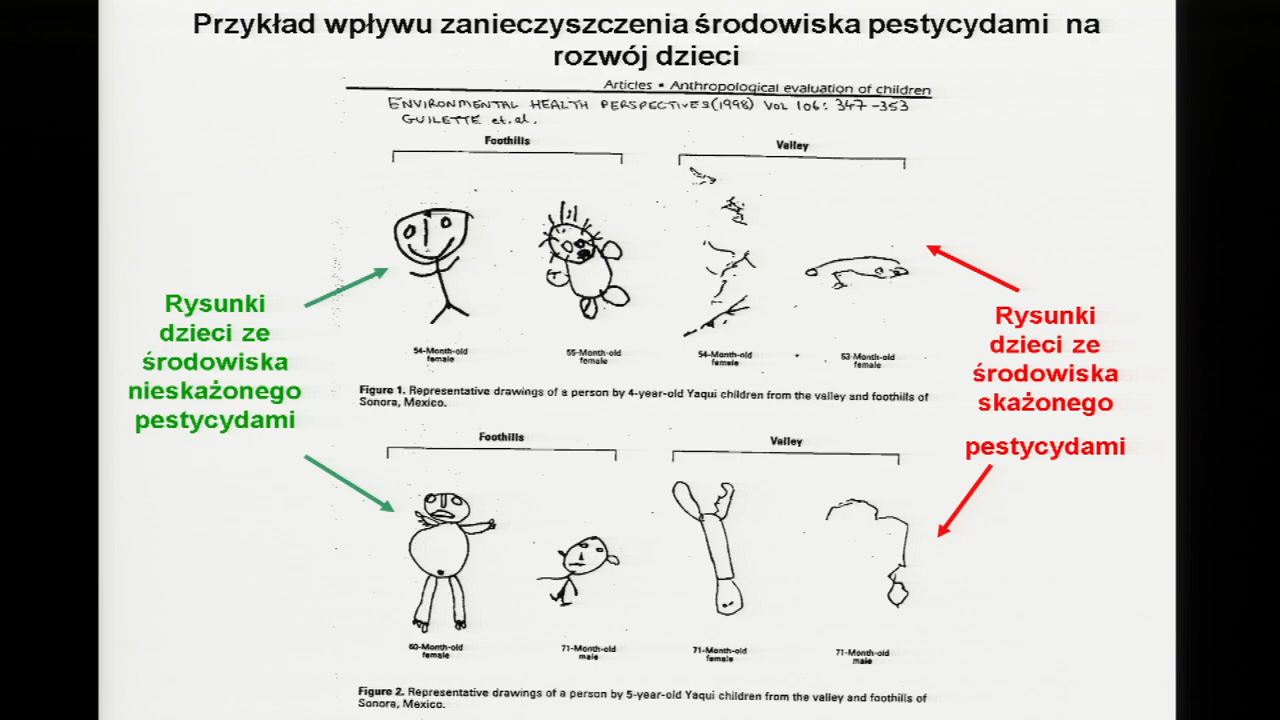 Przykład wpływu zanieczyszczenia środowiska pestycydami na
rozwój dzieci
Articles • Anthropological evaluation of children
ENVIRONMENTAL HEALTH PERSPECTIVES(1998) VOL 106: 347-353
GUILETTE et.al.
Foothills
Valley
54-Month-old
female
55-Month-old
female
54-Month-old
female
53-Month-old
female
Figure 1. Representative drawings of a person by 4-year-old Yaqui children from the valley and foothills of
Sonora, Mexico.
Rysunki
dzieci ze
środowiska
nieskażonego
pestycydami
Rysunki
dzieci ze
środowiska
skażonego
pestycydami
Foothills
Valley
60-Month-old
female
71-Month-old
male
71-Month-old
female
71-Month-old
male
Figure 2. Representative drawings of a person by 5-year-old Yaqui children from the valley and foothills of
Sonora, Mexico.